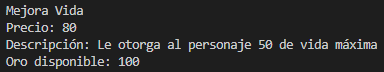 Mejora Vida
Precio: 80
Descripción: Le otorga al personaje 50 de vida máxima
Oro disponible: 100